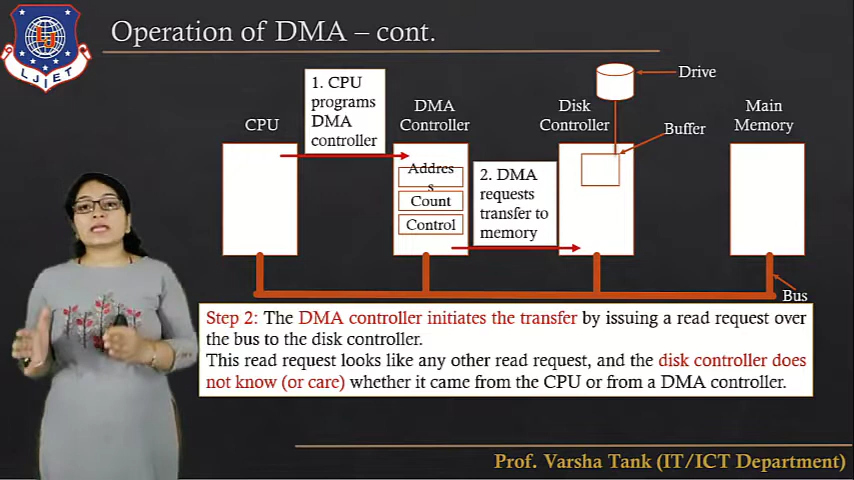 Operation of DMA – cont.
LJIET
Drive
1. CPU
programs
DMA
controller
CPU
DMA
Controller
Disk
Controller
Main
Memory
Buffer
Address
Count
Control
2. DMA
requests
transfer to
memory
Bus
Step 2: The DMA controller initiates the transfer by issuing a read request over
the bus to the disk controller.
This read request looks like any other read request, and the disk controller does
not know (or care) whether it came from the CPU or from a DMA controller.
Prof. Varsha Tank (IT/ICT Department)